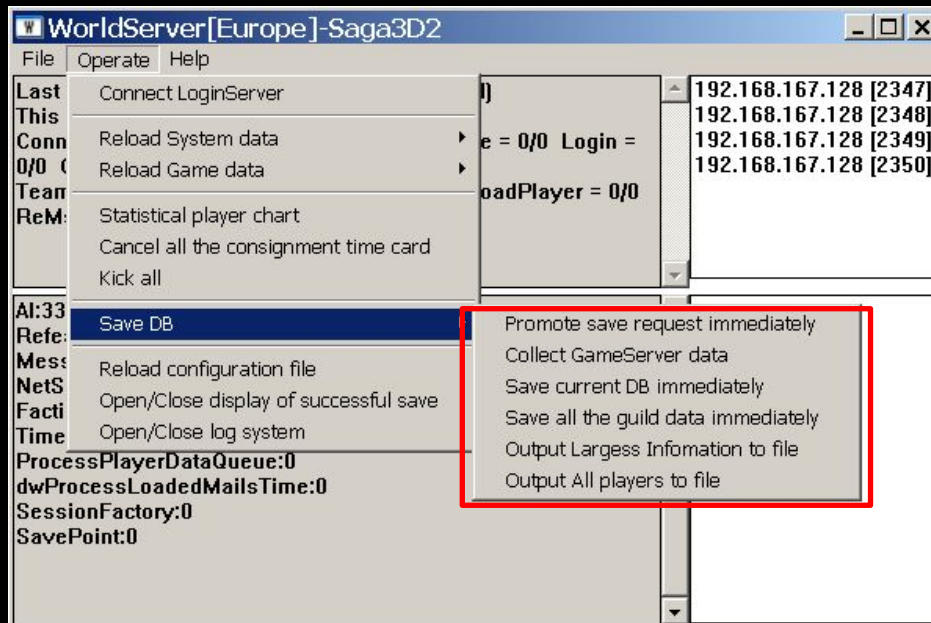 WorldServer[Europe]-Saga3D2
File Operate Help
Last
This
Conn e = 0/0 Login =
0/0
Team oadPlayer = 0/0
ReM
192.168.167.128 [2347]
192.168.167.128 [2348]
192.168.167.128 [2349]
192.168.167.128 [2350]
Connect LoginServer
Reload System data
Reload Game data
Statistical player chart
Cancel all the consignment time card
Kick all
Save DB
Reload configuration file
Open/Close display of successful save
Open/Close log system
Promote save request immediately
Collect GameServer data
Save current DB immediately
Save all the guild data immediately
Output Largess Infomation to file
Output All players to file
AI:33
Refe
Mess
NetS
Facti
Time
ProcessPlayerDataQueue:0
dwProcessLoadedMailsTime:0
SessionFactory:0
SavePoint:0